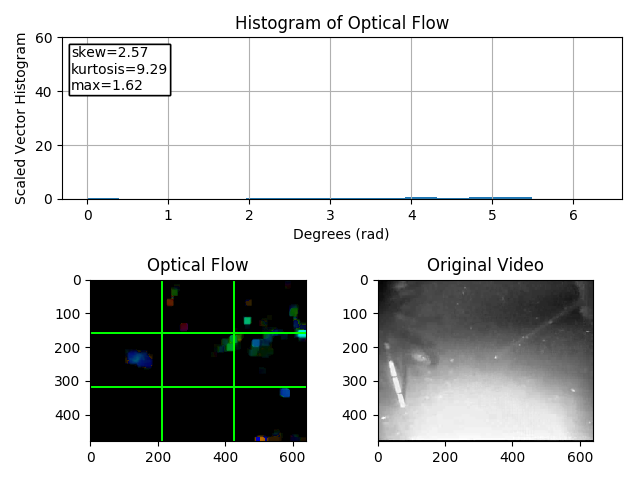 Histogram of Optical Flow
skew=2.57
kurtosis=9.29
max=1.62
Scaled Vector Histogram
60
40
20
0
0 1 2 3 4 5 6
Degrees (rad)
Optical Flow
0
100
200
300
400
0 200 400 600
Original Video
0
100
200
300
400
0 200 400 600